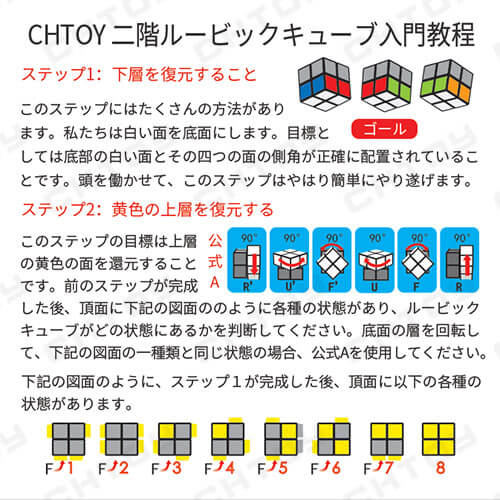 CHTOY 二階ルービックキューブ入門教程
ステップ1：下層を復元すること
このステップにはたくさんの方法があり
ます。私たちは白い面を底面にします。目標と
ゴール
しては底部の白い面とその四つの面の側角が正確に配置されているこ
とです。頭を働かせて、このステップはやはり簡単にやり遂げます。
ステップ2：黄色の上層を復元する
このステップの目標は上層
の黄色の面を還元すること
です。前のステップが完成
公式A
90° 90° 90° 90° 90° 90°
R' U' F' U F R
した後、頂面に下記の図面ののように各種の状態があり、ルービック
キューブがどの状態にあるかを判断してください。底面の層を回転し
て、下記の図面の一種類と同じ状態の場合、公式Aを使用してください。
下記の図面のように、ステップ１が完成した後、頂面に以下の各種の
状態があります。
F 1 F 2 F 3 F 4 F 5 F 6 F 7 8
CHTOY